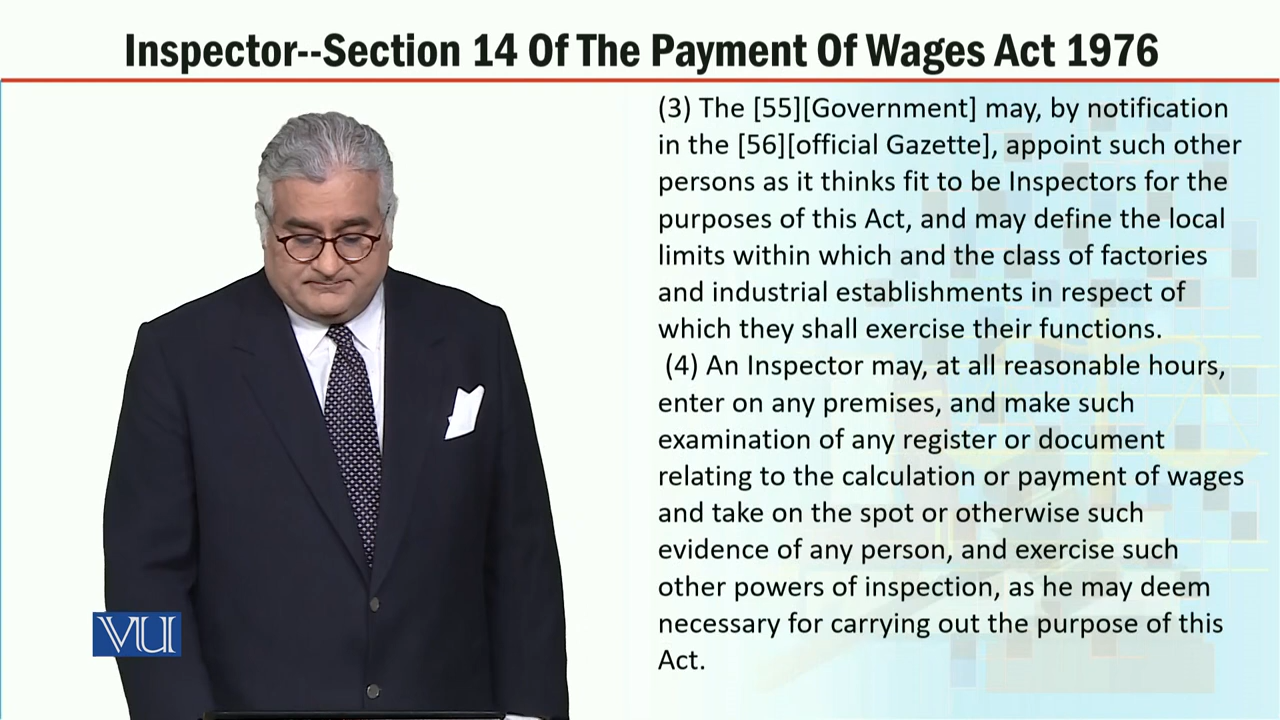 Inspector--Section 14 Of The Payment Of Wages Act 1976
(3) The [55][Government] may, by notification
in the [56][official Gazette], appoint such other
persons as it thinks fit to be Inspectors for the
purposes of this Act, and may define the local
limits within which and the class of factories
and industrial establishments in respect of
which they shall exercise their functions.
(4) An Inspector may, at all reasonable hours,
enter on any premises, and make such
examination of any register or document
relating to the calculation or payment of wages
and take on the spot or otherwise such
evidence of any person, and exercise such
other powers of inspection, as he may deem
necessary for carrying out the purpose of this
Act.
VU